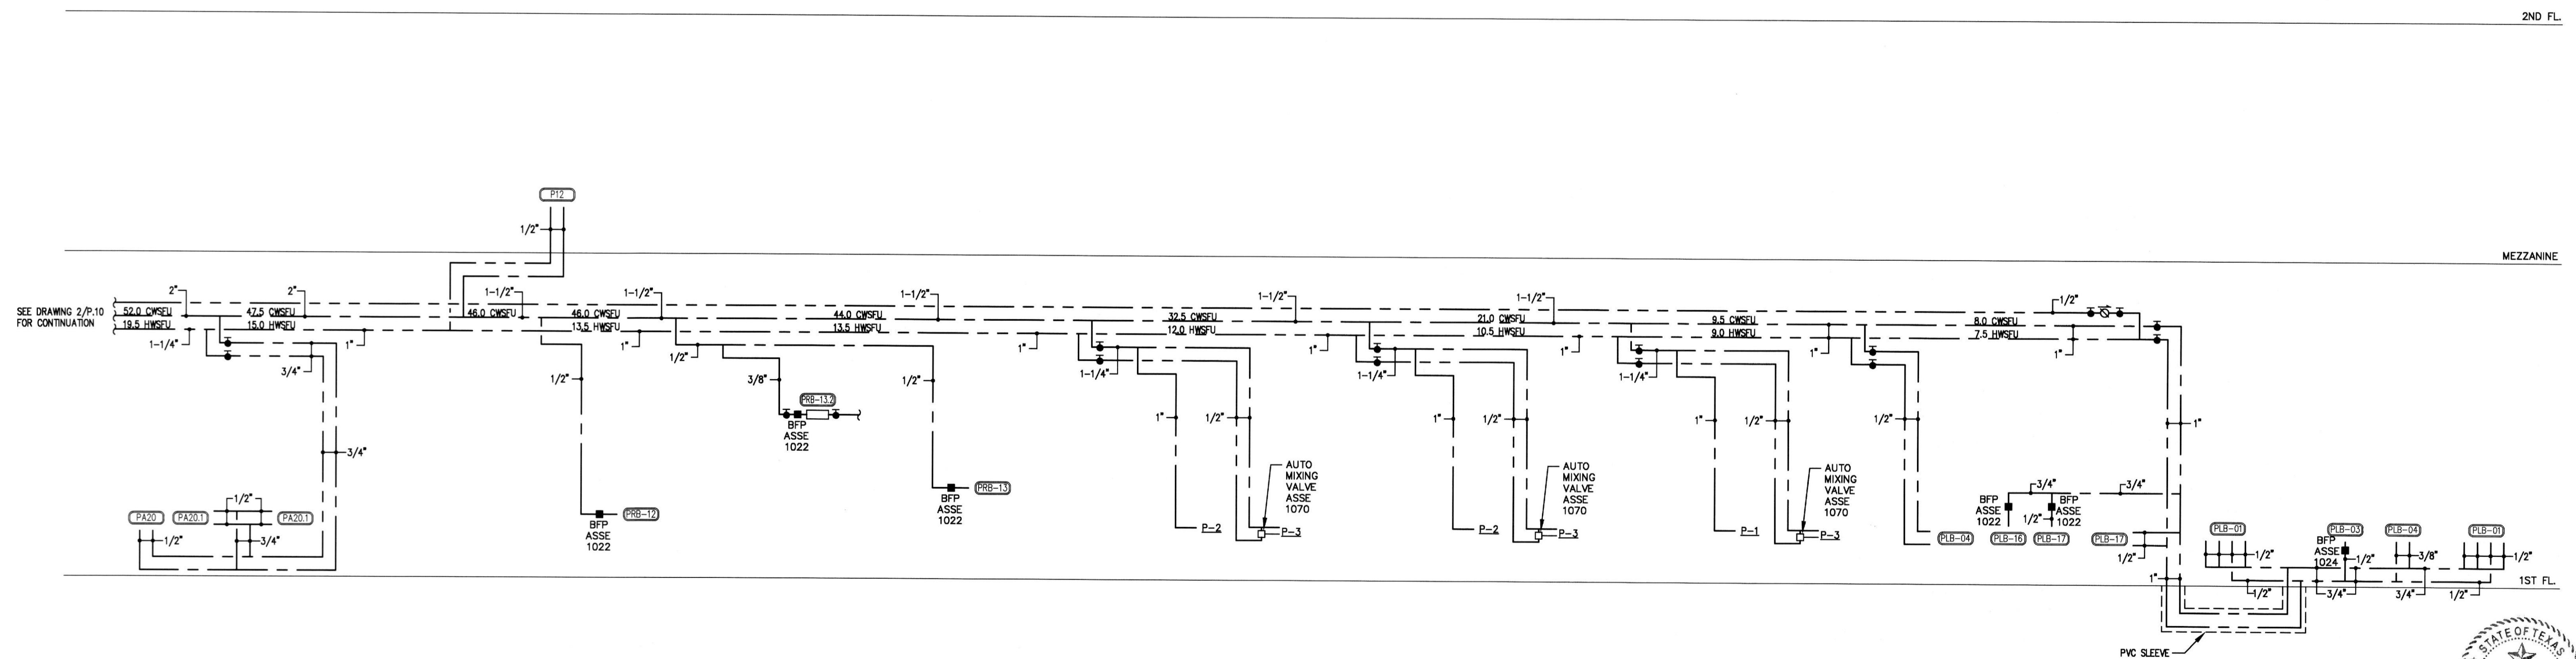 2ND FL.
P12
1/2"
MEZZANINE
SEE DRAWING 2/P.10
FOR CONTINUATION
2"
2"
1-1/2"
1-1/2"
1-1/2"
1-1/2"
1-1/2"
1/2"
52.0 CWSFU
47.5 CWSFU
46.0 CWSFU
46.0 CWSFU
44.0 CWSFU
32.5 CWSFU
21.0 CWSFU
9.5 CWSFU
8.0 CWSFU
19.5 HWSFU
15.0 HWSFU
13.5 HWSFU
13.5 HWSFU
12.0 HWSFU
10.5 HWSFU
9.0 HWSFU
7.5 HWSFU
1-1/4"
1"
1"
1"
1"
1"
1"
1"
3/4"
1/2"
1-1/4"
1-1/4"
1-1/4"
1/2"
3/8"
1/2"
PRB-13.2
BFP
ASSE
1022
1"
1/2"
1"
1/2"
1"
1/2"
1/2"
1"
3/4"
1/2"
PA20
PA20.1
PA20.1
1/2"
3/4"
BFP
ASSE
1022
PRB-12
BFP
ASSE
1022
PRB-13
AUTO
MIXING
VALVE
ASSE
1070
P-2
P-3
AUTO
MIXING
VALVE
ASSE
1070
P-2
P-3
AUTO
MIXING
VALVE
ASSE
1070
P-1
P-3
PLB-04
3/4"
3/4"
BFP
ASSE
1022
BFP
ASSE
1022
1/2"
PLB-16
PLB-17
PLB-17
1/2"
1"
PLB-01
1/2"
PLB-03
BFP
ASSE
1024
1/2"
PLB-04
3/8"
PLB-01
1/2"
1ST FL.
1/2"
3/4"
3/4"
1/2"
PVC SLEEVE
STATE OF TEXAS